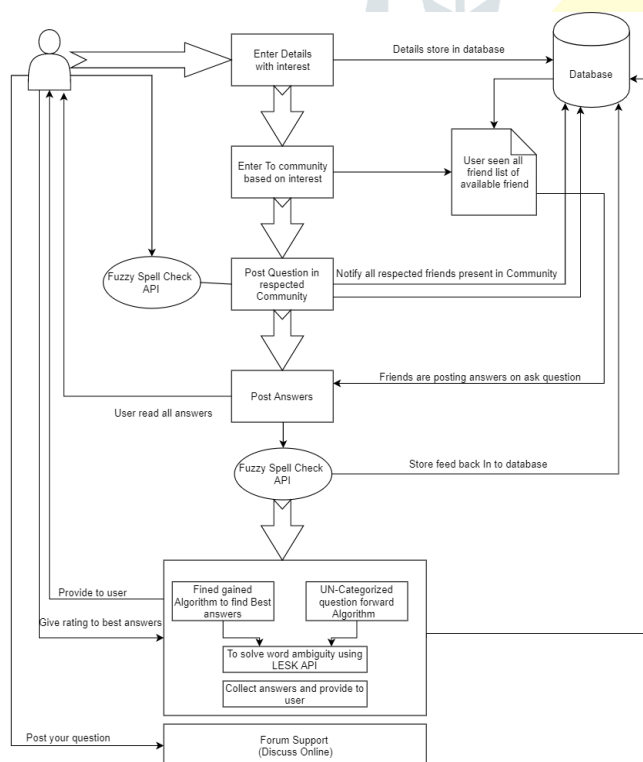 Enter Details
with interest
Details store in database
Database
Enter To community
based on interest
User seen all
friend list of
available friend
Fuzzy Spell Check
API
Post Question in
respected
Community
Notify all respected friends present in Community
Friends are posting answers on ask question
Post Answers
User read all answers
Fuzzy Spell Check
API
Store feed back In to database
Provide to user
Fined gained
Algorithm to find Best
answers
UN-Categorized
question forward
Algorithm
Give rating to best answers
To solve word ambiguity using
LESK API
Collect answers and provide to
user
Post your question
Forum Support
(Discuss Online)